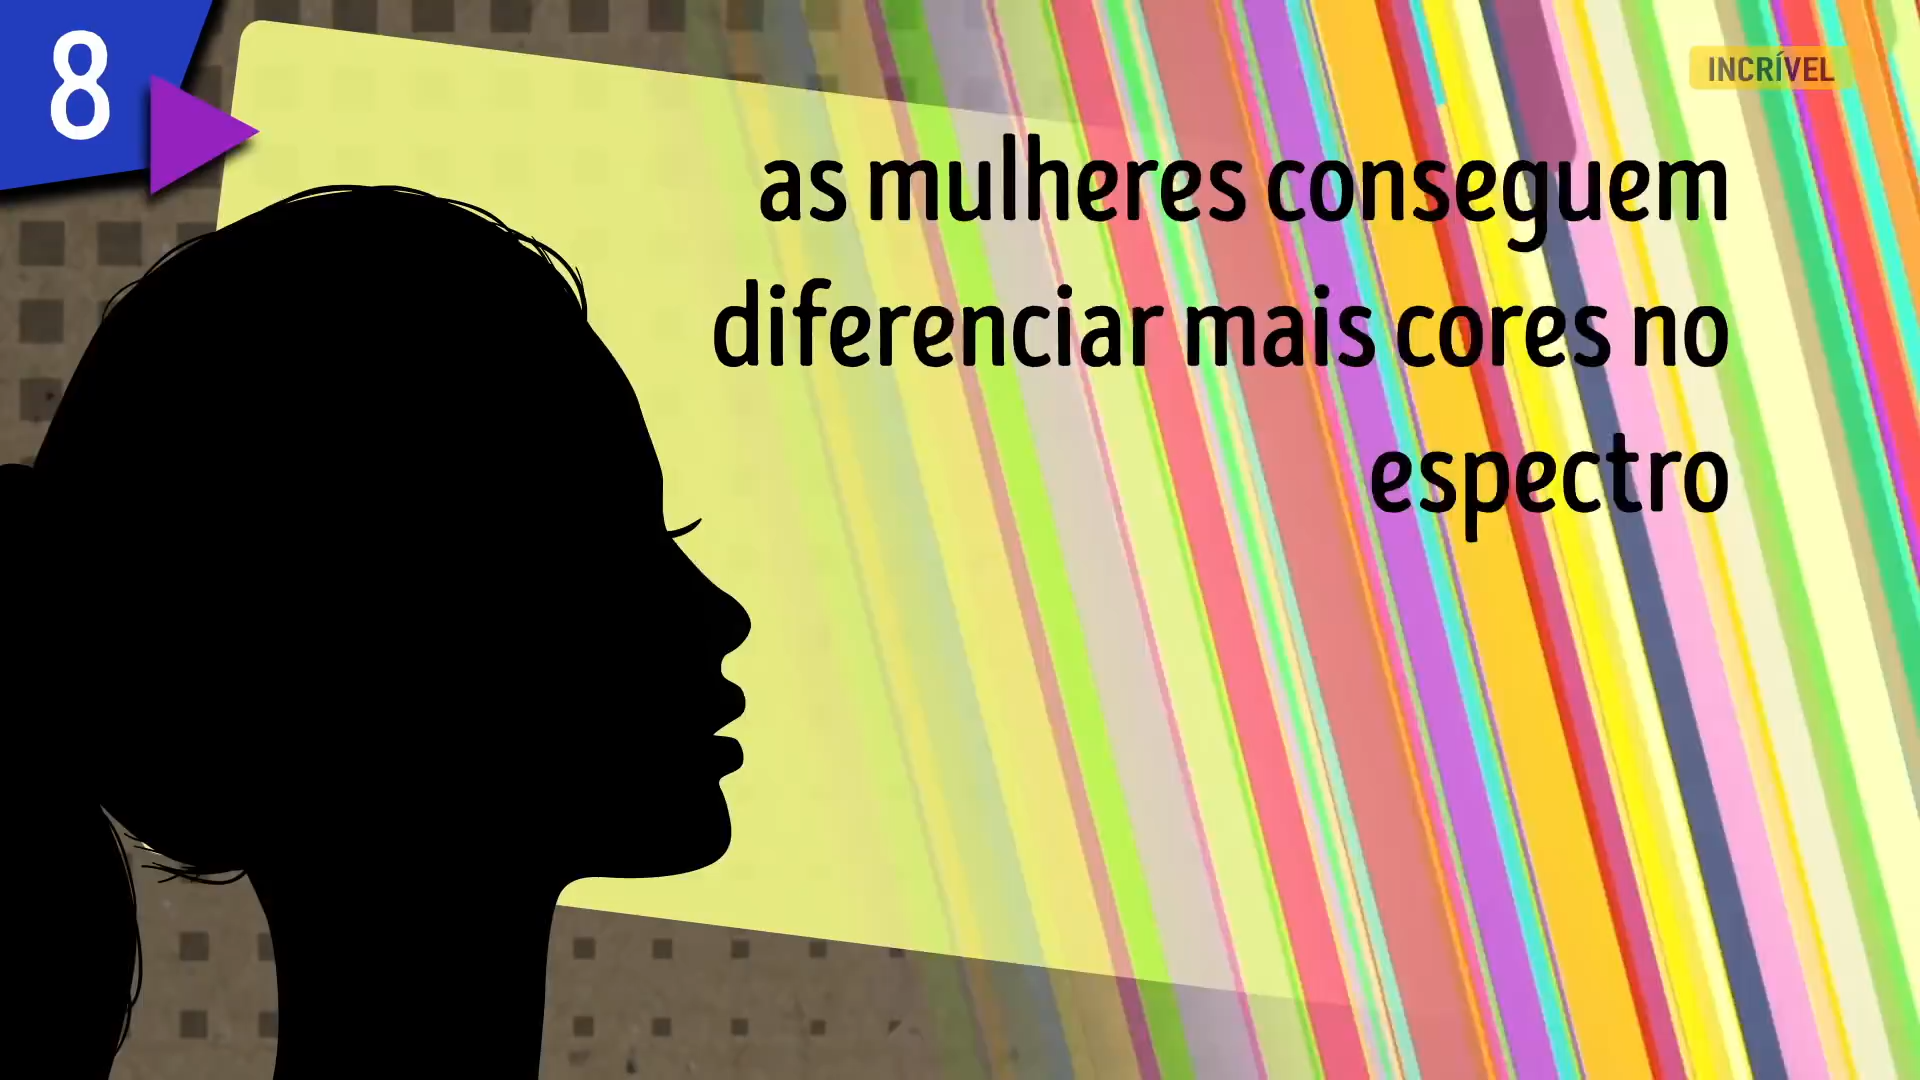 8
INCRÍVEL
as mulheres conseguem
diferenciar mais cores no
espectro